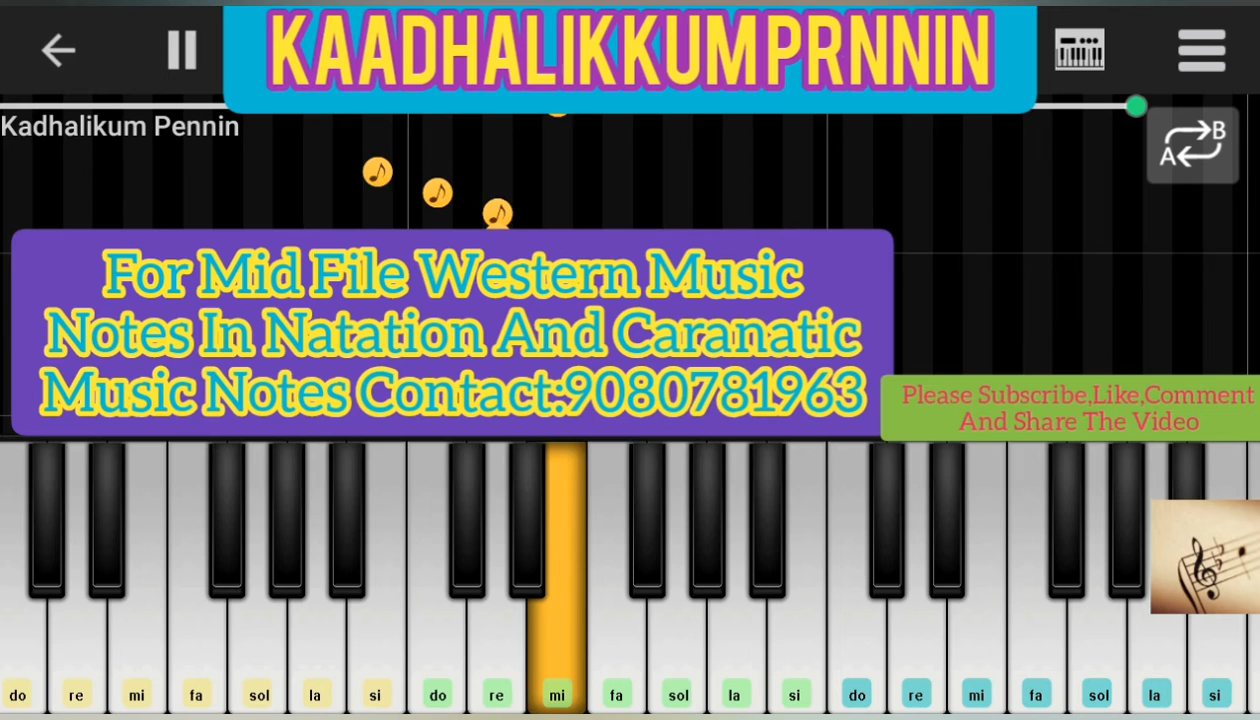 KAADHALIKKUM PRNNIN
Kadhalikum Pennin
A B
For Mid File Western Music
Notes In Natation And Caranatic
Music Notes Contact:9080781963
Please Subscribe,Like,Comment
And Share The Video
do re mi fa sol la si do re mi fa sol la si do re mi fa sol la si